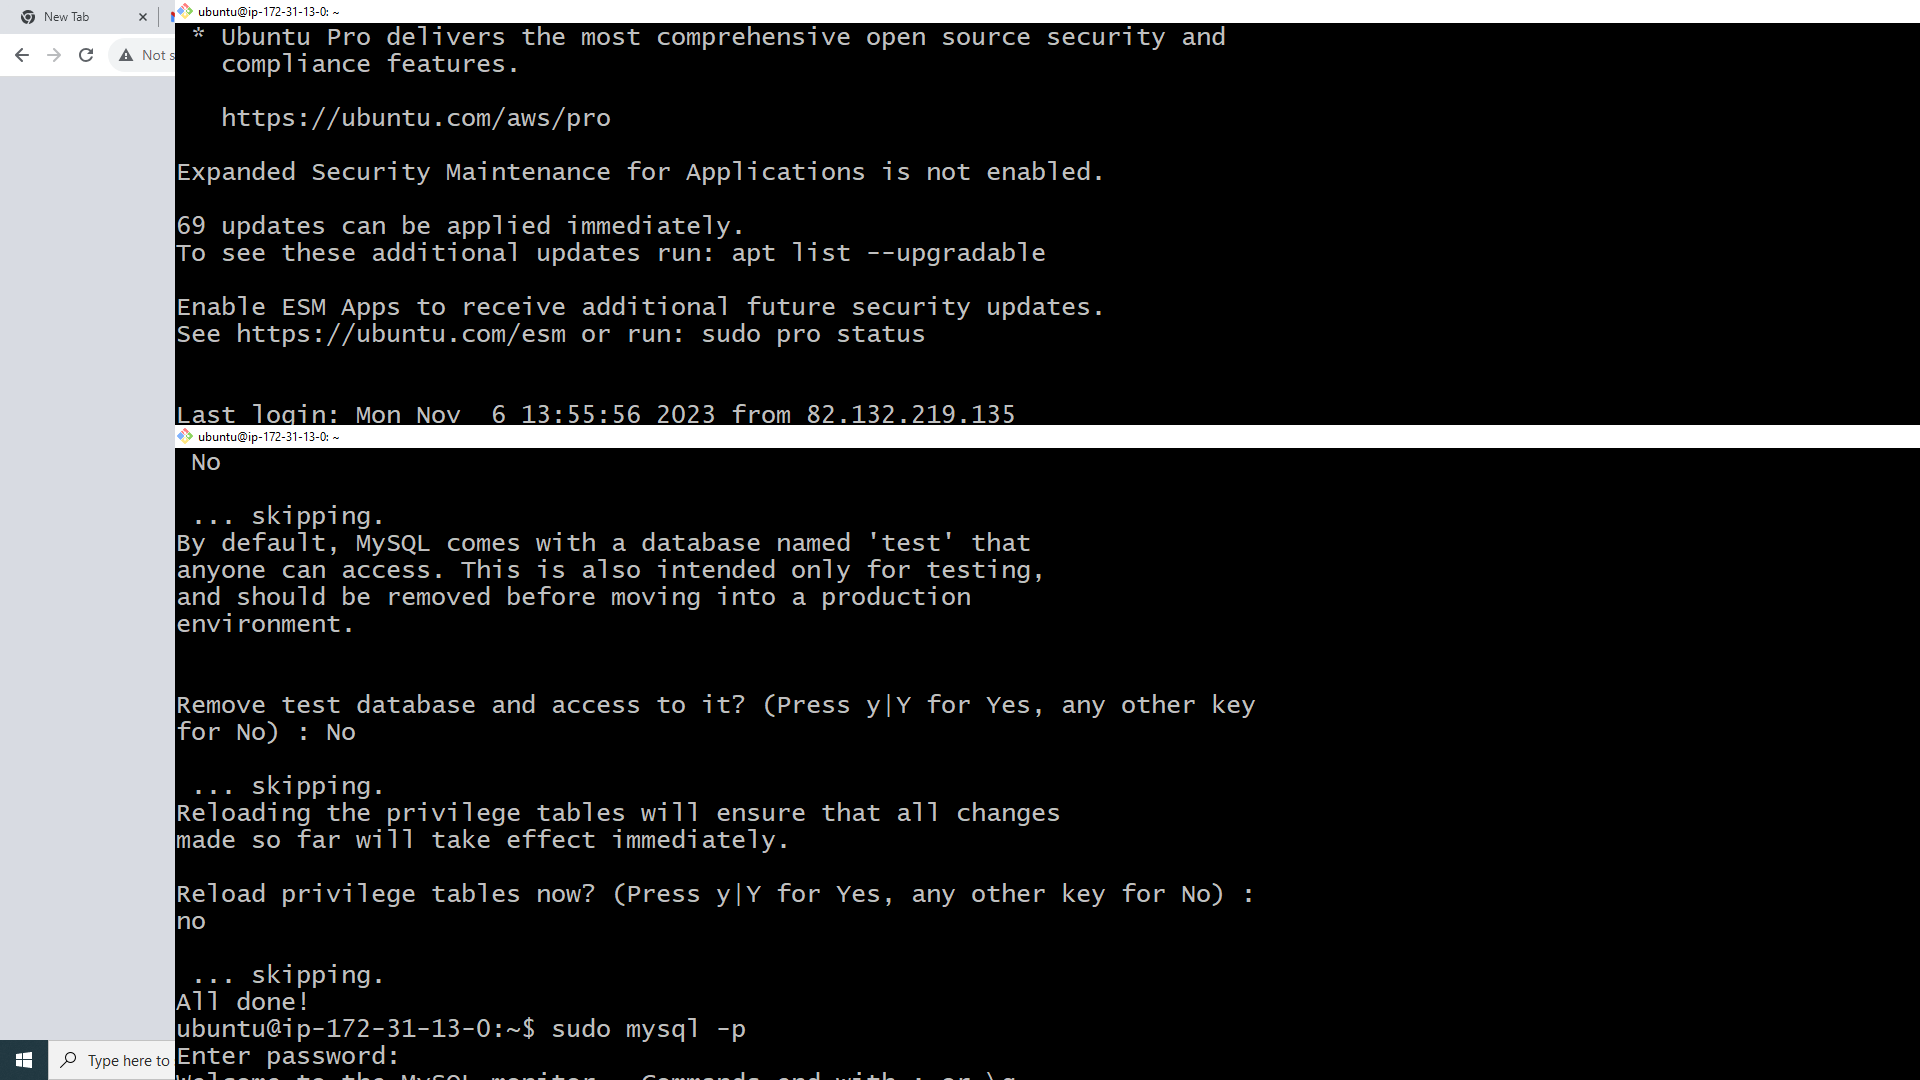 New Tab
ubuntu@ip-172-31-13-0: ~
Not s
* Ubuntu Pro delivers the most comprehensive open source security and
compliance features.
https://ubuntu.com/aws/pro
Expanded Security Maintenance for Applications is not enabled.
69 updates can be applied immediately.
To see these additional updates run: apt list --upgradable
Enable ESM Apps to receive additional future security updates.
See https://ubuntu.com/esm or run: sudo pro status
Last login: Mon Nov  6 13:55:56 2023 from 82.132.219.135
ubuntu@ip-172-31-13-0: ~
No
... skipping.
By default, MySQL comes with a database named 'test' that
anyone can access. This is also intended only for testing,
and should be removed before moving into a production
environment.
Remove test database and access to it? (Press y|Y for Yes, any other key
for No) : No
... skipping.
Reloading the privilege tables will ensure that all changes
made so far will take effect immediately.
Reload privilege tables now? (Press y|Y for Yes, any other key for No) :
no
... skipping.
All done!
ubuntu@ip-172-31-13-0:~$ sudo mysql -p
Enter password:
Welcome to the MySQL monitor.  Commands end with ; or \g.
Type here to